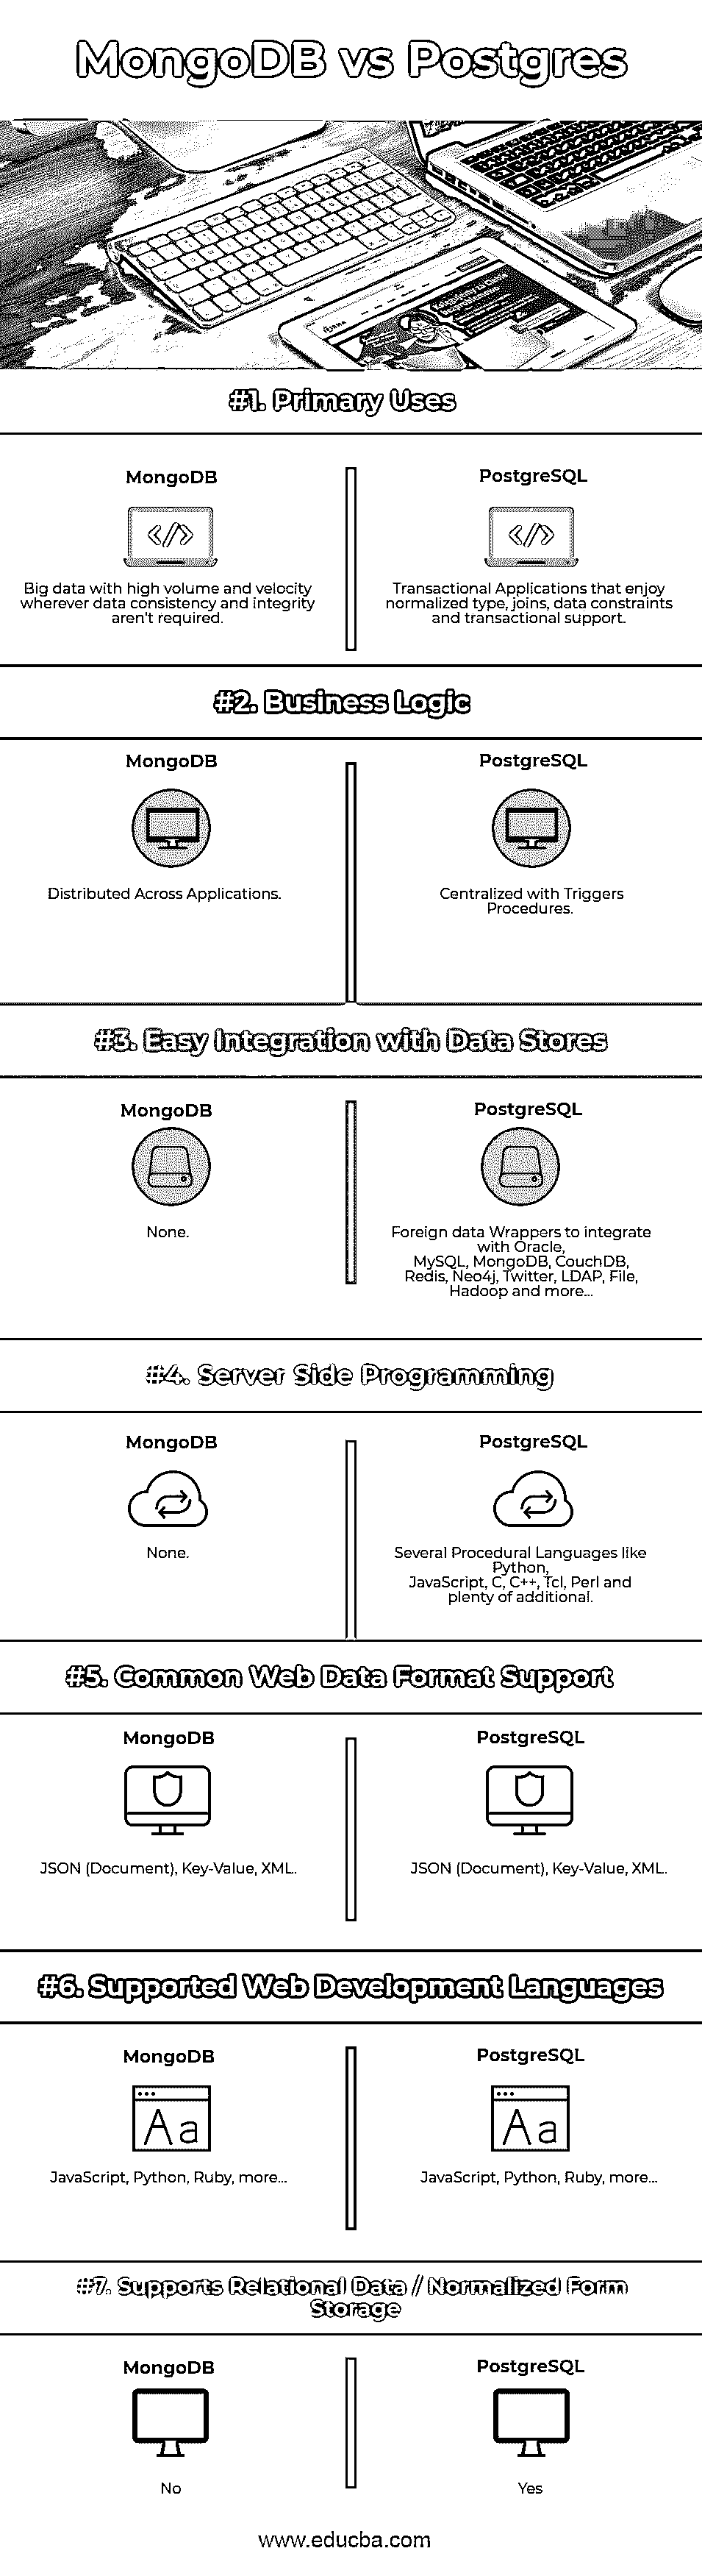 MongoDB vs Postgres
#1. Primary Uses
MongoDB
PostgreSQL
</>
</>
Big data with high volume and velocity
wherever data consistency and integrity
aren't required.
Transactional Applications that enjoy
normalized type, joins, data constraints
and transactional support.
#2. Business Logic
MongoDB
PostgreSQL
Distributed Across Applications.
Centralized with Triggers
Procedures.
#3. Easy Integration with Data Stores
MongoDB
PostgreSQL
None.
Foreign data Wrappers to integrate
with Oracle,
MySQL, MongoDB, CouchDB,
Redis, Neo4j, Twitter, LDAP, File,
Hadoop and more...
#4. Server Side Programming
MongoDB
PostgreSQL
None.
Several Procedural Languages like
Python,
JavaScript, C, C++, Tcl, Perl and
plenty of additional.
#5. Common Web Data Format Support
MongoDB
PostgreSQL
JSON (Document), Key-Value, XML.
JSON (Document), Key-Value, XML.
#6. Supported Web Development Languages
MongoDB
PostgreSQL
Aa
Aa
JavaScript, Python, Ruby, more...
JavaScript, Python, Ruby, more...
#7. Supports Relational Data / Normalized Form
Storage
MongoDB
PostgreSQL
No
Yes
www.educba.com